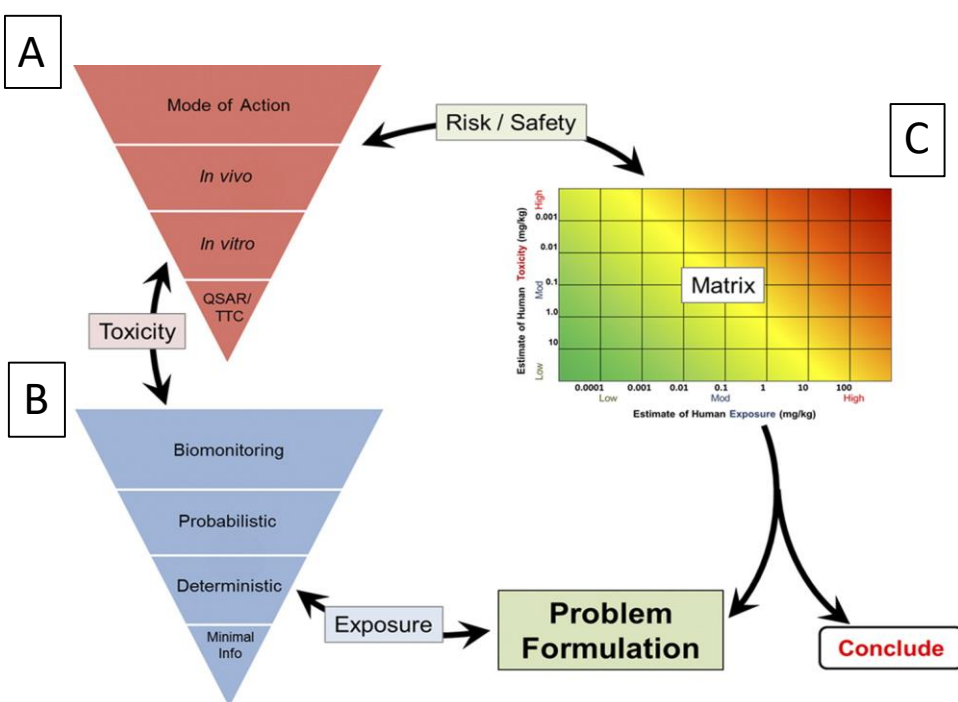 A
Mode of Action
In vivo
In vitro
QSAR/
TTC
Toxicity
B
Biomonitoring
Probabilistic
Deterministic
Minimal
Info
Exposure
Risk / Safety
C
Estimate of Human Toxicity (mg/kg)
High
Mod
Low
0.001
0.01
0.1
1.0
10
Matrix
0.0001 0.001 0.01 0.1 1 10 100
Low Mod High
Estimate of Human Exposure (mg/kg)
Problem
Formulation
Conclude